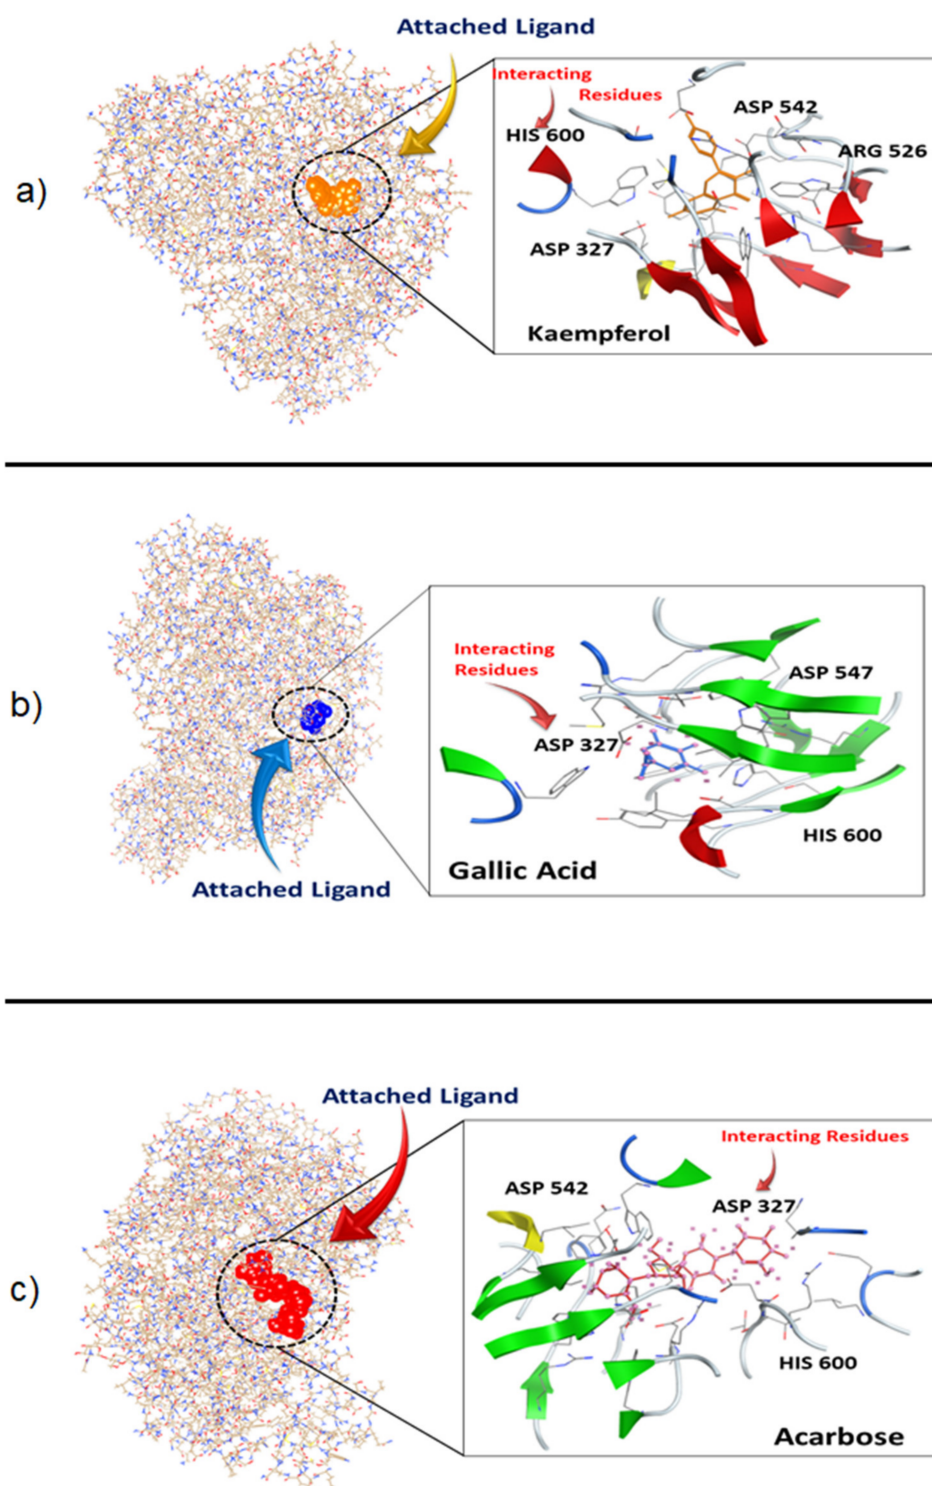 a)
Attached Ligand
Interacting
Residues
HIS 600
ASP 542
ARG 526
ASP 327
Kaempferol
b)
Attached Ligand
Interacting
Residues
ASP 547
ASP 327
HIS 600
Gallic Acid
c)
Attached Ligand
Interacting Residues
ASP 542
ASP 327
HIS 600
Acarbose